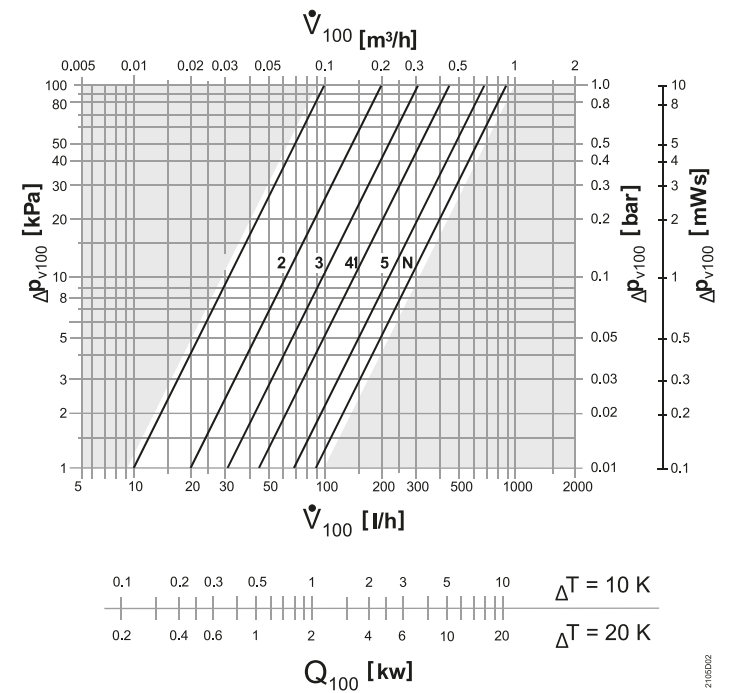 V̇100 [m³/h]
0.005 0.01 0.02 0.03 0.05 0.1 0.2 0.3 0.5 1 2
100 1.0 10
80 0.8 8
50 0.5 5
40 0.4 4
30 0.3 3
20 0.2 2
2 3 4 5 N
10 0.1 1
8
5 0.05 0.5
3 0.03 0.3
2 0.02 0.2
1 0.01 0.1
Δpv100 [kPa]
Δpv100 [bar]
Δpv100 [mWs]
5 10 20 30 50 100 200 300 500 1000 2000
V̇100 [l/h]
0.1 0.2 0.3 0.5 1 2 3 5 10 ΔT = 10 K
0.2 0.4 0.6 1 2 4 6 10 20 ΔT = 20 K
Q100 [kw]
2105D02